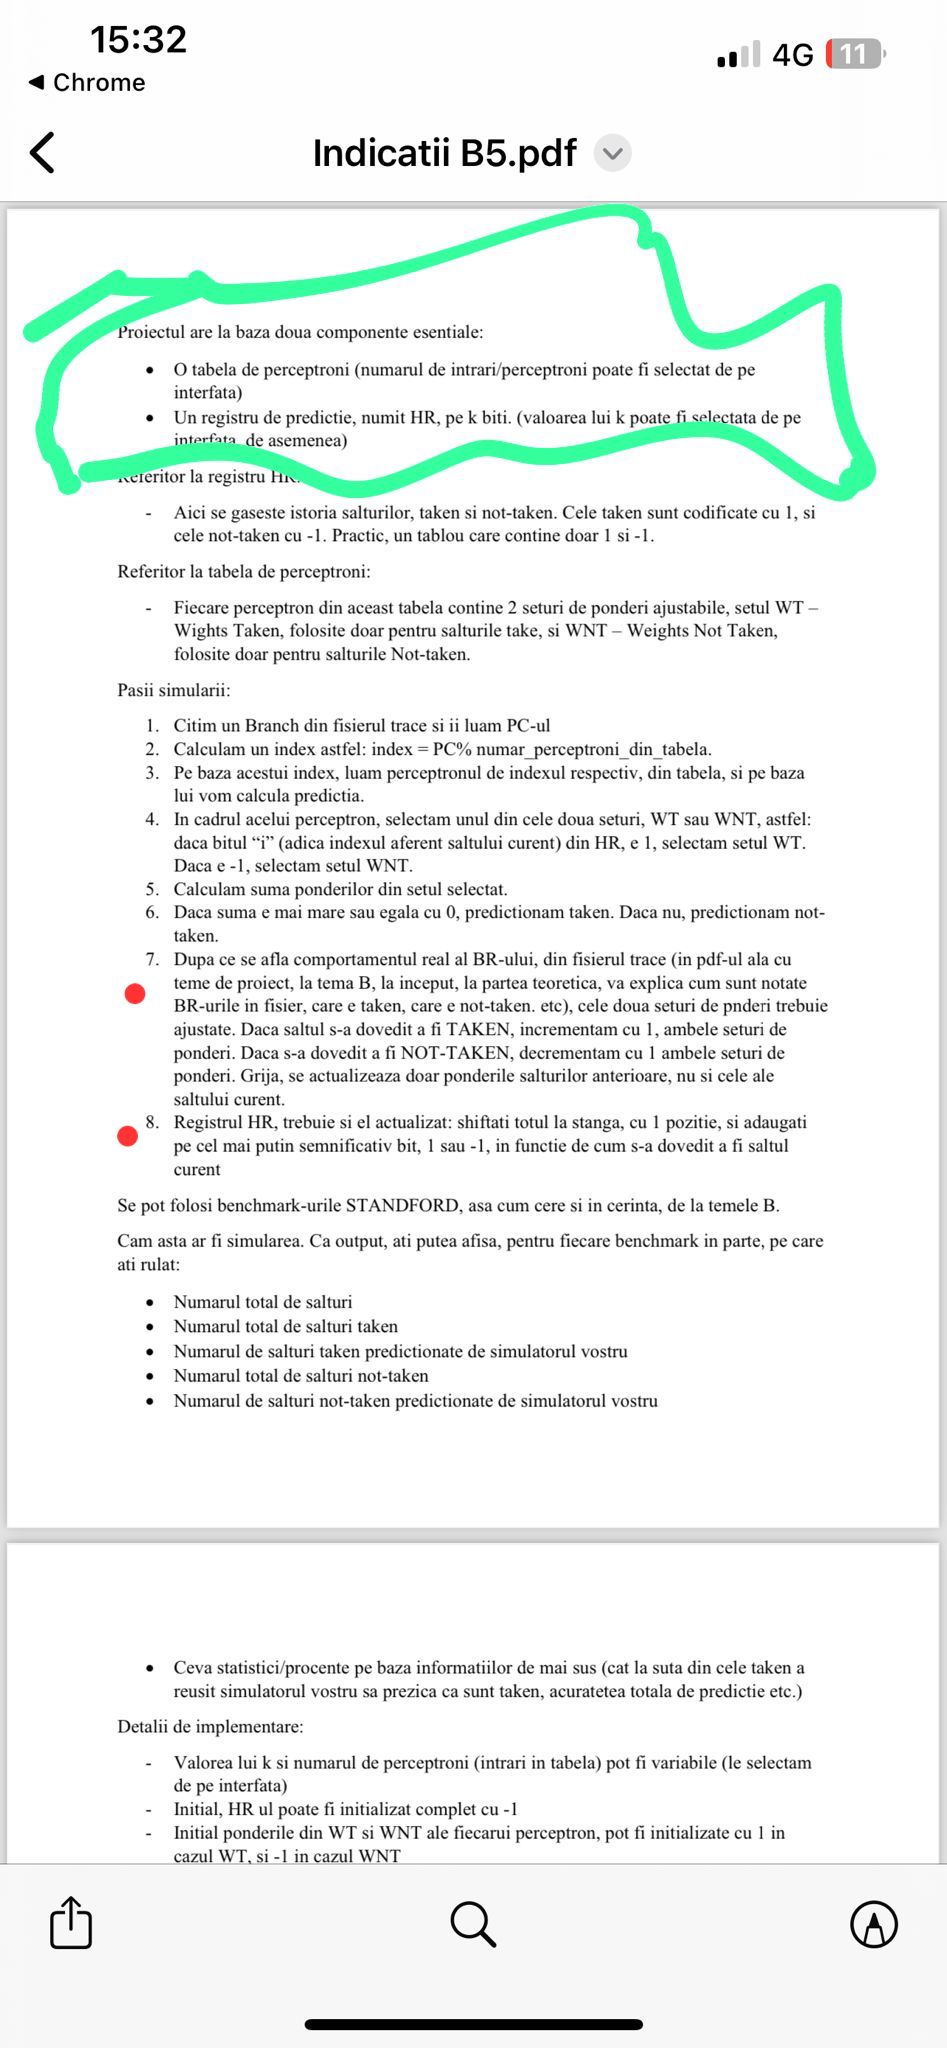 15:32
4G 11
Chrome
Indicatii B5.pdf
Proiectul are la baza doua componente esentiale:
• O tabela de perceptroni (numarul de intrari/perceptroni poate fi selectat de pe
interfata)
• Un registru de predictie, numit HR, pe k biti. (valoarea lui k poate fi selectata de pe
interfata, de asemenea)
Referitor la registru HR:
- Aici se gaseste istoria salturilor, taken si not-taken. Cele taken sunt codificate cu 1, si
cele not-taken cu -1. Practic, un tablou care contine doar 1 si -1.
Referitor la tabela de perceptroni:
- Fiecare perceptron din aceast tabela contine 2 seturi de ponderi ajustabile, setul WT –
Wights Taken, folosite doar pentru salturile take, si WNT – Weights Not Taken,
folosite doar pentru salturile Not-taken.
Pasii simularii:
1. Citim un Branch din fisierul trace si ii luam PC-ul
2. Calculam un index astfel: index = PC% numar_perceptroni_din_tabela.
3. Pe baza acestui index, luam perceptronul de indexul respectiv, din tabela, si pe baza
lui vom calcula predictia.
4. In cadrul acelui perceptron, selectam unul din cele doua seturi, WT sau WNT, astfel:
daca bitul “i” (adica indexul aferent saltului curent) din HR, e 1, selectam setul WT.
Daca e -1, selectam setul WNT.
5. Calculam suma ponderilor din setul selectat.
6. Daca suma e mai mare sau egala cu 0, predictionam taken. Daca nu, predictionam not-
taken.
7. Dupa ce se afla comportamentul real al BR-ului, din fisierul trace (in pdf-ul ala cu
teme de proiect, la tema B, la inceput, la partea teoretica, va explica cum sunt notate
BR-urile in fisier, care e taken, care e not-taken. etc), cele doua seturi de pnderi trebuie
ajustate. Daca saltul s-a dovedit a fi TAKEN, incrementam cu 1, ambele seturi de
ponderi. Daca s-a dovedit a fi NOT-TAKEN, decrementam cu 1 ambele seturi de
ponderi. Grija, se actualizeaza doar ponderile salturilor anterioare, nu si cele ale
saltului curent.
8. Registrul HR, trebuie si el actualizat: shiftati totul la stanga, cu 1 pozitie, si adaugati
pe cel mai putin semnificativ bit, 1 sau -1, in functie de cum s-a dovedit a fi saltul
curent
Se pot folosi benchmark-urile STANDFORD, asa cum cere si in cerinta, de la temele B.
Cam asta ar fi simularea. Ca output, ati putea afisa, pentru fiecare benchmark in parte, pe care
ati rulat:
• Numarul total de salturi
• Numarul total de salturi taken
• Numarul de salturi taken predictionate de simulatorul vostru
• Numarul total de salturi not-taken
• Numarul de salturi not-taken predictionate de simulatorul vostru
• Ceva statistici/procente pe baza informatiilor de mai sus (cat la suta din cele taken a
reusit simulatorul vostru sa prezica ca sunt taken, acuratetea totala de predictie etc.)
Detalii de implementare:
- Valorea lui k si numarul de perceptroni (intrari in tabela) pot fi variabile (le selectam
de pe interfata)
- Initial, HR ul poate fi initializat complet cu -1
- Initial ponderile din WT si WNT ale fiecarui perceptron, pot fi initializate cu 1 in
cazul WT, si -1 in cazul WNT